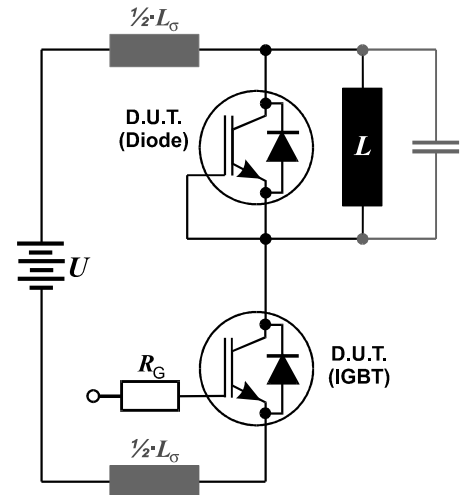 ½·Lσ
D.U.T.
(Diode)
L
U
D.U.T.
(IGBT)
RG
½·Lσ